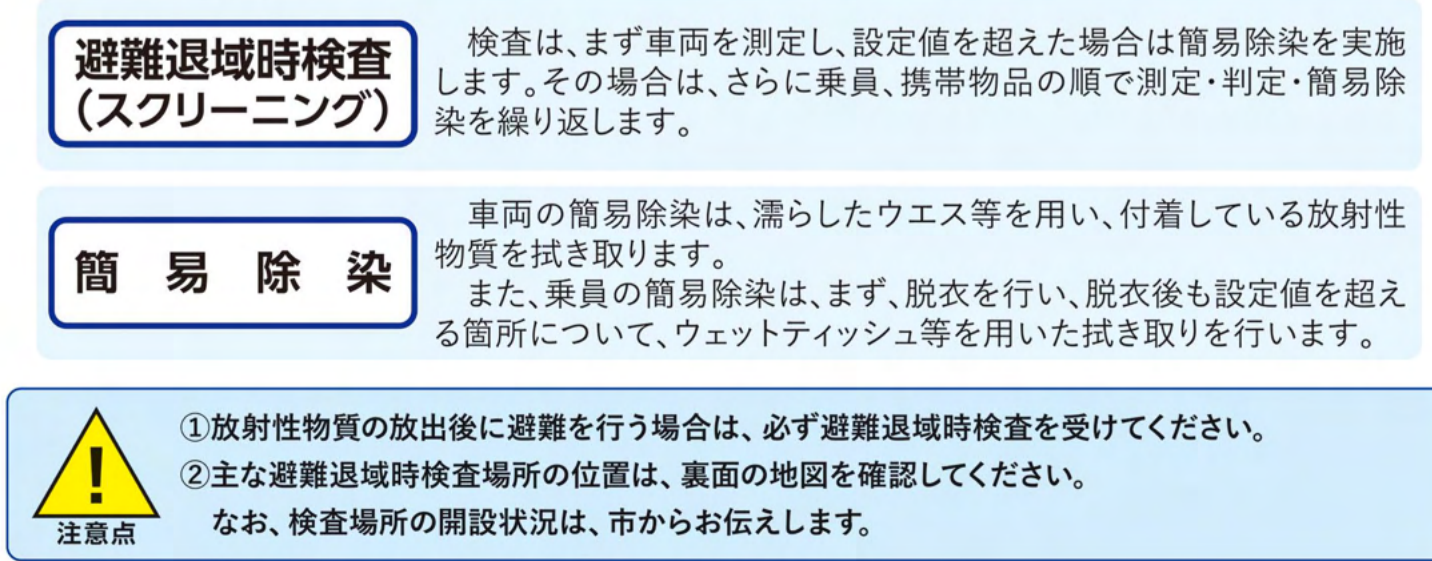 避難退域時検査
（スクリーニング）
　検査は、まず車両を測定し、設定値を超えた場合は簡易除染を実施
します。その場合は、さらに乗員、携帯物品の順で測定・判定・簡易除
染を繰り返します。
簡　易　除　染
　車両の簡易除染は、濡らしたウエス等を用い、付着している放射性
物質を拭き取ります。
　また、乗員の簡易除染は、まず、脱衣を行い、脱衣後も設定値を超え
る箇所について、ウェットティッシュ等を用いた拭き取りを行います。
!
注意点
①放射性物質の放出後に避難を行う場合は、必ず避難退域時検査を受けてください。
②主な避難退域時検査場所の位置は、裏面の地図を確認してください。
　なお、検査場所の開設状況は、市からお伝えします。